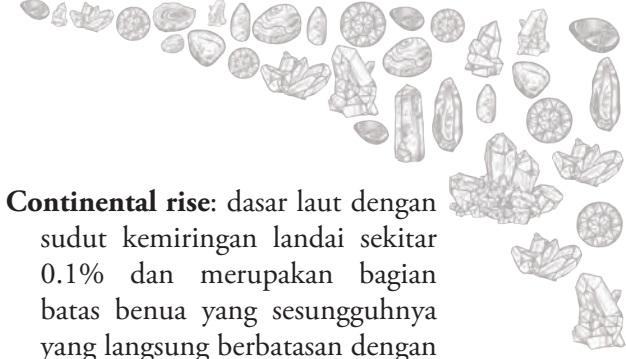 Continental rise: dasar laut dengan
sudut kemiringan landai sekitar
0.1% dan merupakan bagian
batas benua yang sesungguhnya
yang langsung berbatasan dengan